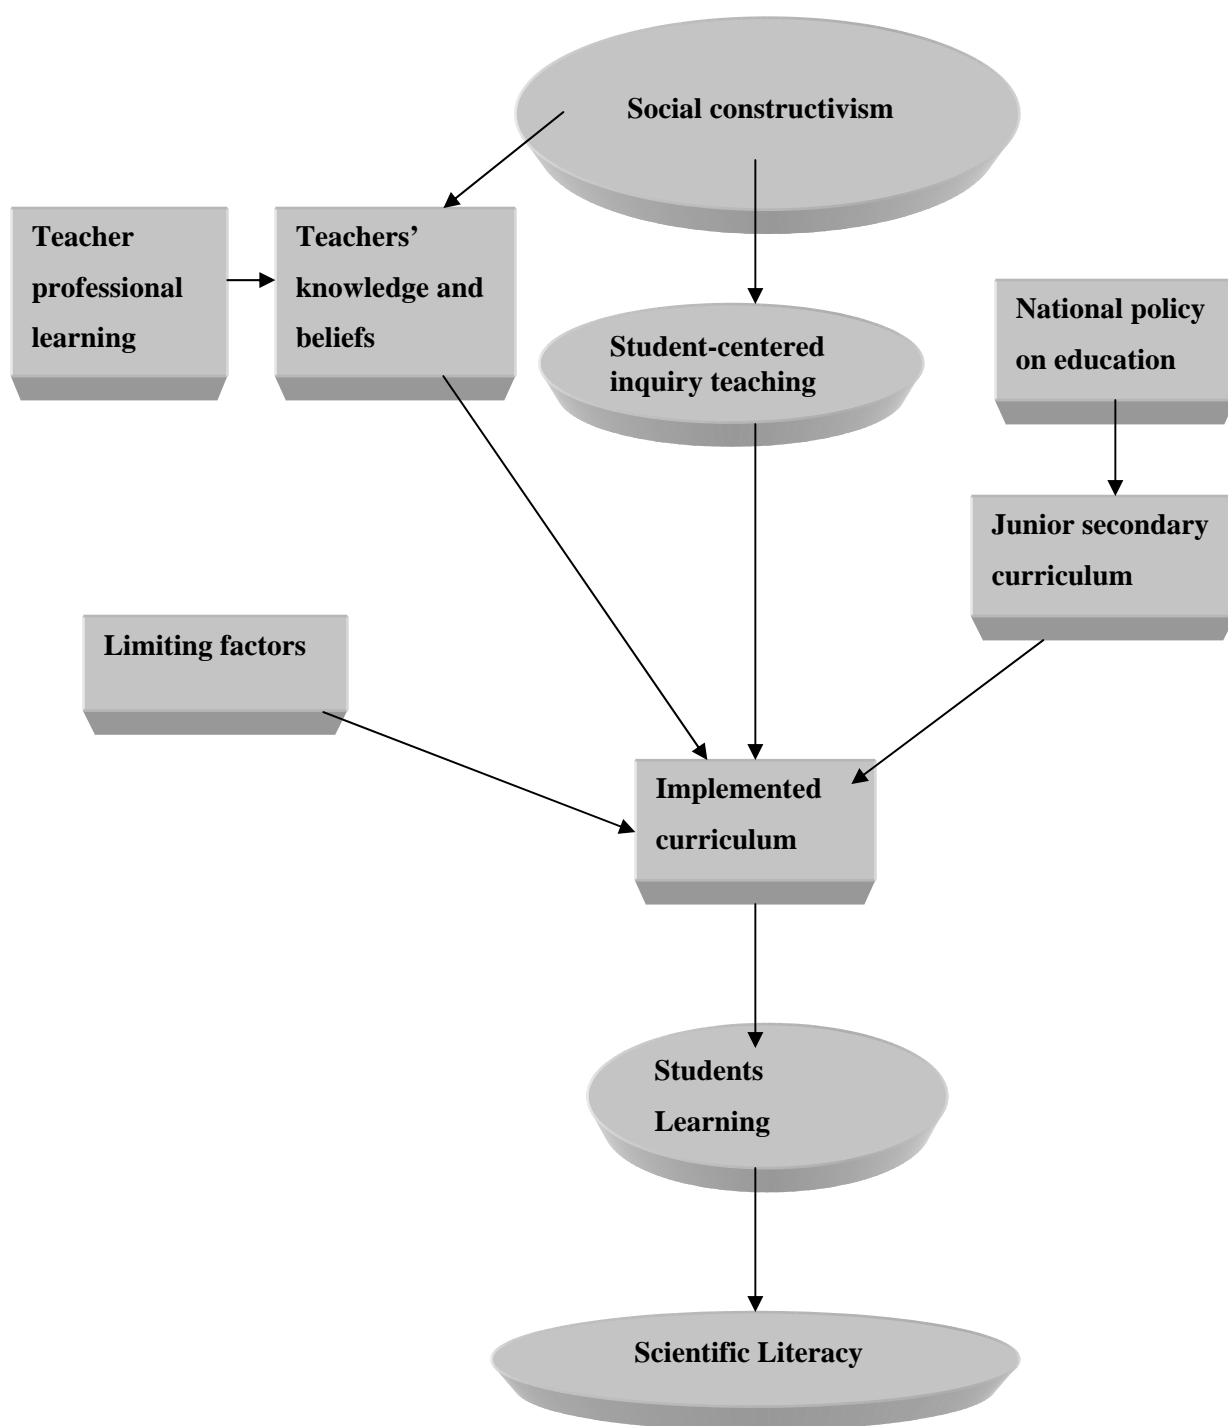 Social constructivism
Teacher
professional
learning
Teachers’
knowledge and
beliefs
Student-centered
inquiry teaching
National policy
on education
Junior secondary
curriculum
Limiting factors
Implemented
curriculum
Students
Learning
Scientific Literacy